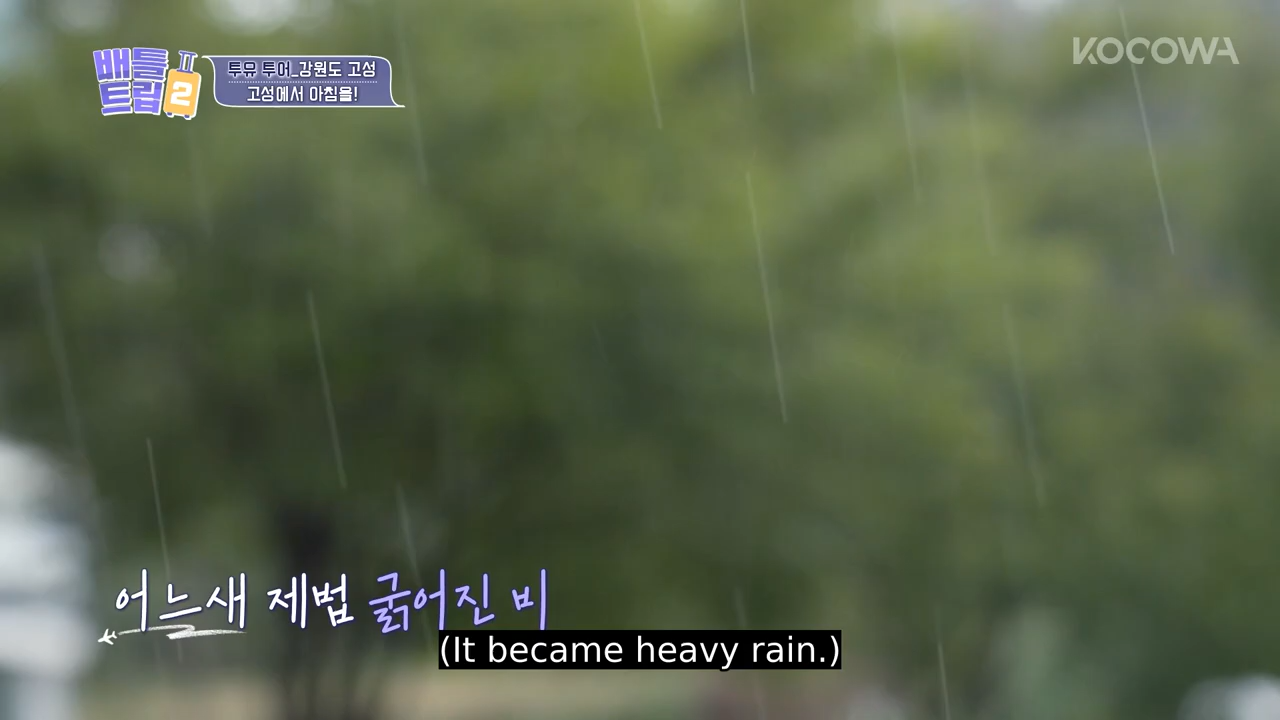 배틀
트립 2
투유 투어_강원도 고성
고성에서 아침을!
KOCOWA
어느새 제법 굵어진 비
(It became heavy rain.)